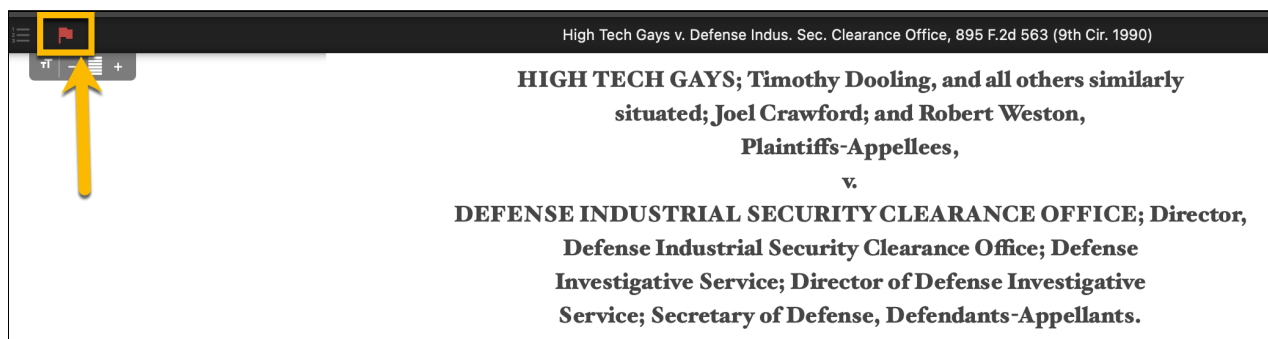 High Tech Gays v. Defense Indus. Sec. Clearance Office, 895 F.2d 563 (9th Cir. 1990)
тT − +
HIGH TECH GAYS; Timothy Dooling, and all others similarly
situated; Joel Crawford; and Robert Weston,
Plaintiffs-Appellees,
v.
DEFENSE INDUSTRIAL SECURITY CLEARANCE OFFICE; Director,
Defense Industrial Security Clearance Office; Defense
Investigative Service; Director of Defense Investigative
Service; Secretary of Defense, Defendants-Appellants.